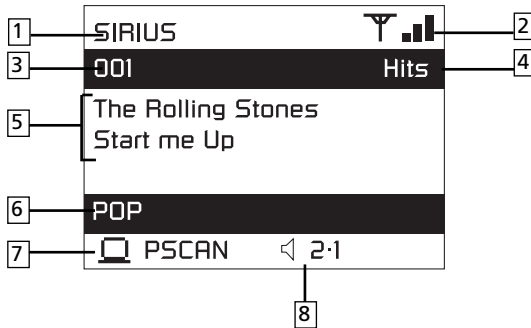 1 SIRIUS 2
3 001 Hits 4
5 The Rolling Stones
Start me Up
6 POP
7 PSCAN 2·1
8